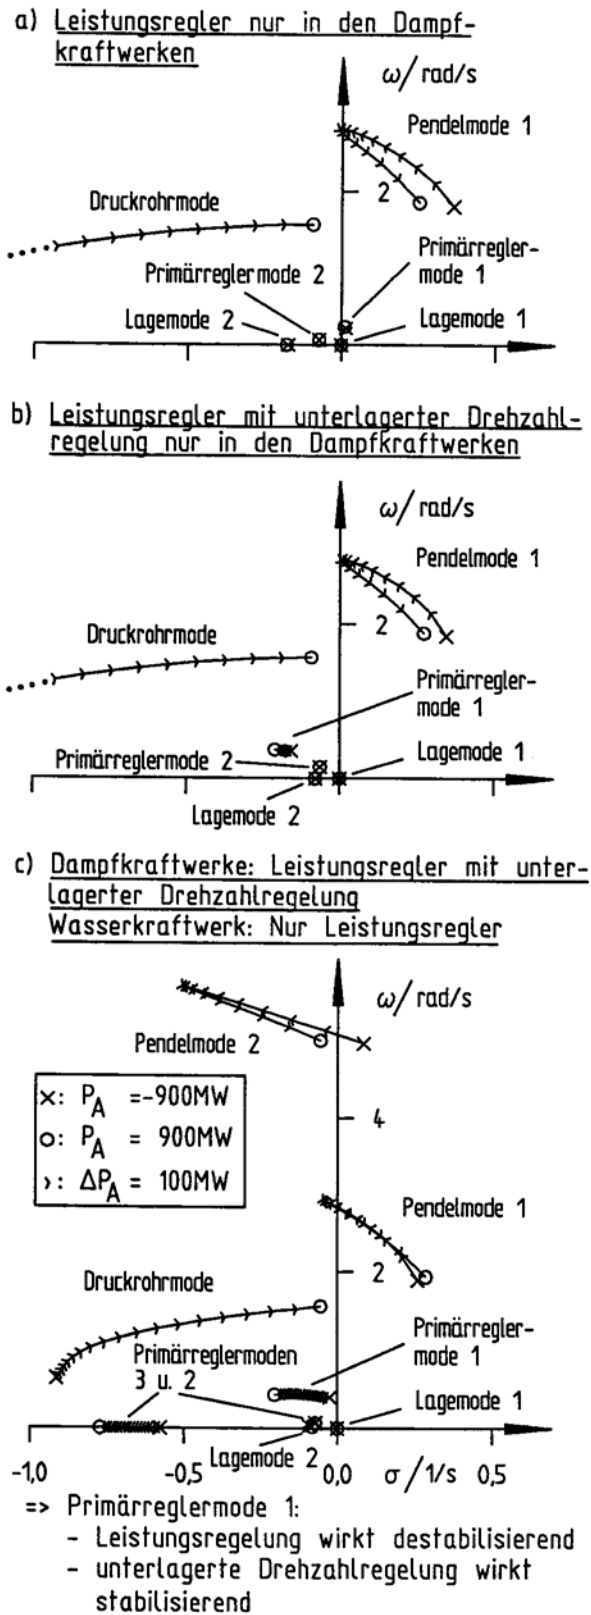 a) Leistungsregler nur in den Dampf-
kraftwerken
ω/rad/s
Pendelmode 1
2
Druckrohrmode
Primärregler-
mode 1
Primärreglermode 2
Lagemode 2
Lagemode 1
b) Leistungsregler mit unterlagerter Drehzahl-
regelung nur in den Dampfkraftwerken
ω/rad/s
Pendelmode 1
2
Druckrohrmode
Primärregler-
mode 1
Primärreglermode 2
Lagemode 1
Lagemode 2
c) Dampfkraftwerke: Leistungsregler mit unter-
lagerter Drehzahlregelung
Wasserkraftwerk: Nur Leistungsregler
ω/rad/s
Pendelmode 2
x: P_A = -900MW
o: P_A = 900MW
›: ΔP_A = 100MW
4
Pendelmode 1
2
Druckrohrmode
Primärregler-
mode 1
Primärreglermoden
3 u. 2
Lagemode 1
Lagemode 2
-1,0 -0,5 0,0 σ/1/s 0,5
=> Primärreglermode 1:
- Leistungsregelung wirkt destabilisierend
- unterlagerte Drehzahlregelung wirkt
stabilisierend